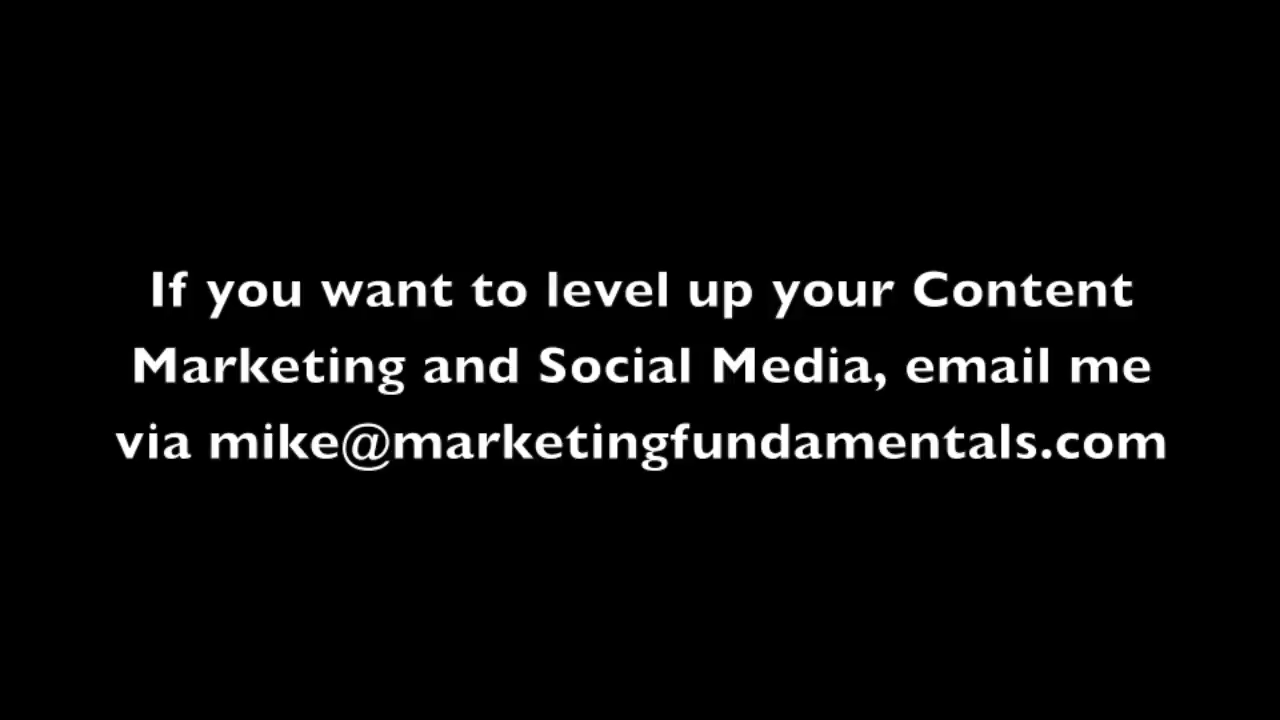 If you want to level up your Content
Marketing and Social Media, email me
via mike@marketingfundamentals.com